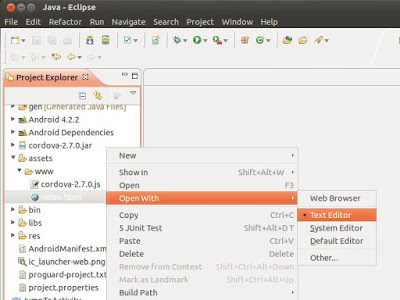 Java - Eclipse
File Edit Refactor Run Navigate Search Project Window Help
Project Explorer
gen [Generated Java Files]
Android 4.2.2
Android Dependencies
cordova-2.7.0.jar
assets
www
cordova-2.7.0.js
index.html
bin
libs
res
AndroidManifest.xm
ic_launcher-web.png
proguard-project.txt
project.properties
JumpToActivity
New
Show In Shift+Alt+W
Open F3
Open With
Copy Ctrl+C
5 JUnit Test Shift+Alt+D T
Paste Ctrl+V
Delete Delete
Remove from Context Shift+Ctrl+Alt+Down
Mark as Landmark Shift+Ctrl+Alt+Up
Build Path
Web Browser
Text Editor
System Editor
Default Editor
Other...